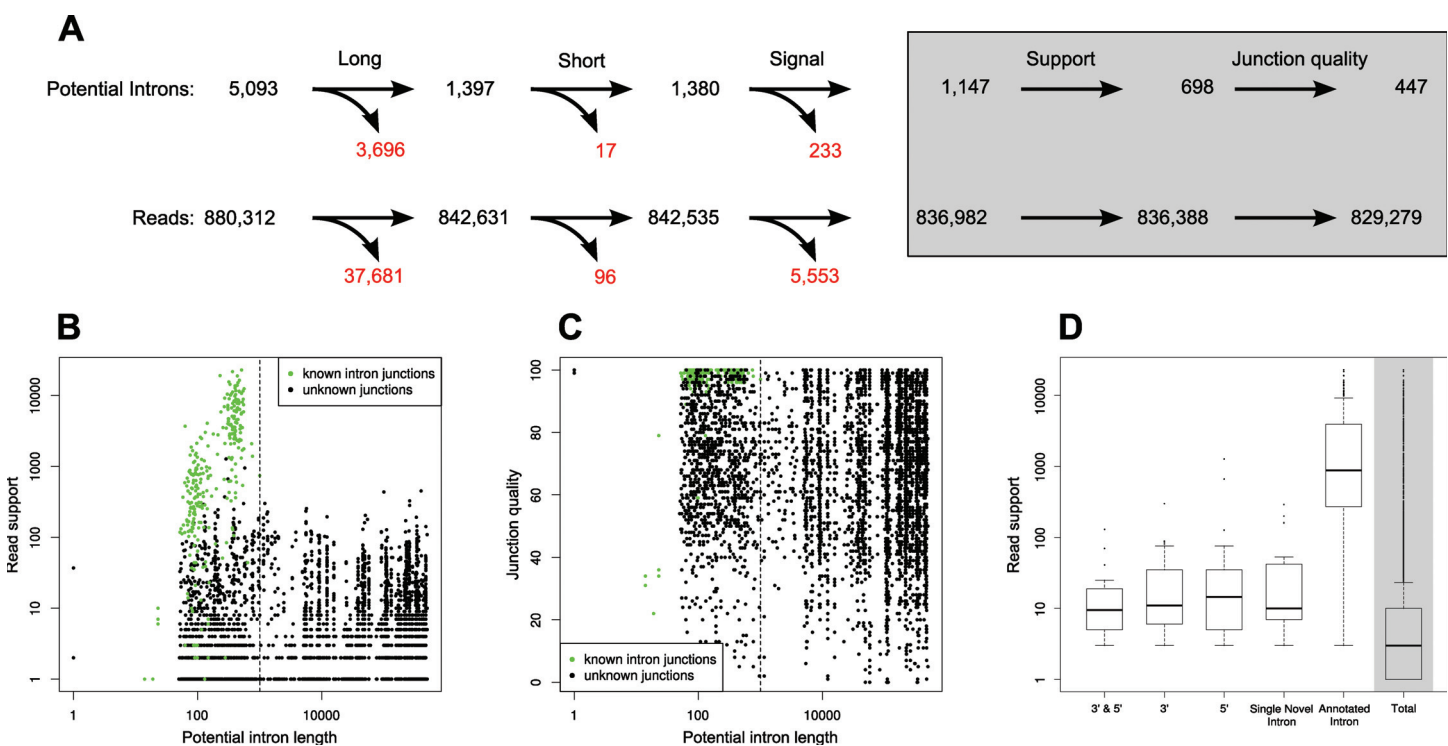 A
Long
Short
Signal
Support
Junction quality
Potential Introns: 5,093 1,397 1,380 1,147 698 447
3,696 17 233
Reads: 880,312 842,631 842,535 836,982 836,388 829,279
37,681 96 5,553
B
known intron junctions
unknown junctions
Read support
10000
1000
100
10
1
1 100 10000
Potential intron length
C
Junction quality
100
80
60
40
20
0
known intron junctions
unknown junctions
1 100 10000
Potential intron length
D
Read support
10000
1000
100
10
1
3' & 5'
3'
5'
Single Novel
Intron
Annotated
Intron
Total